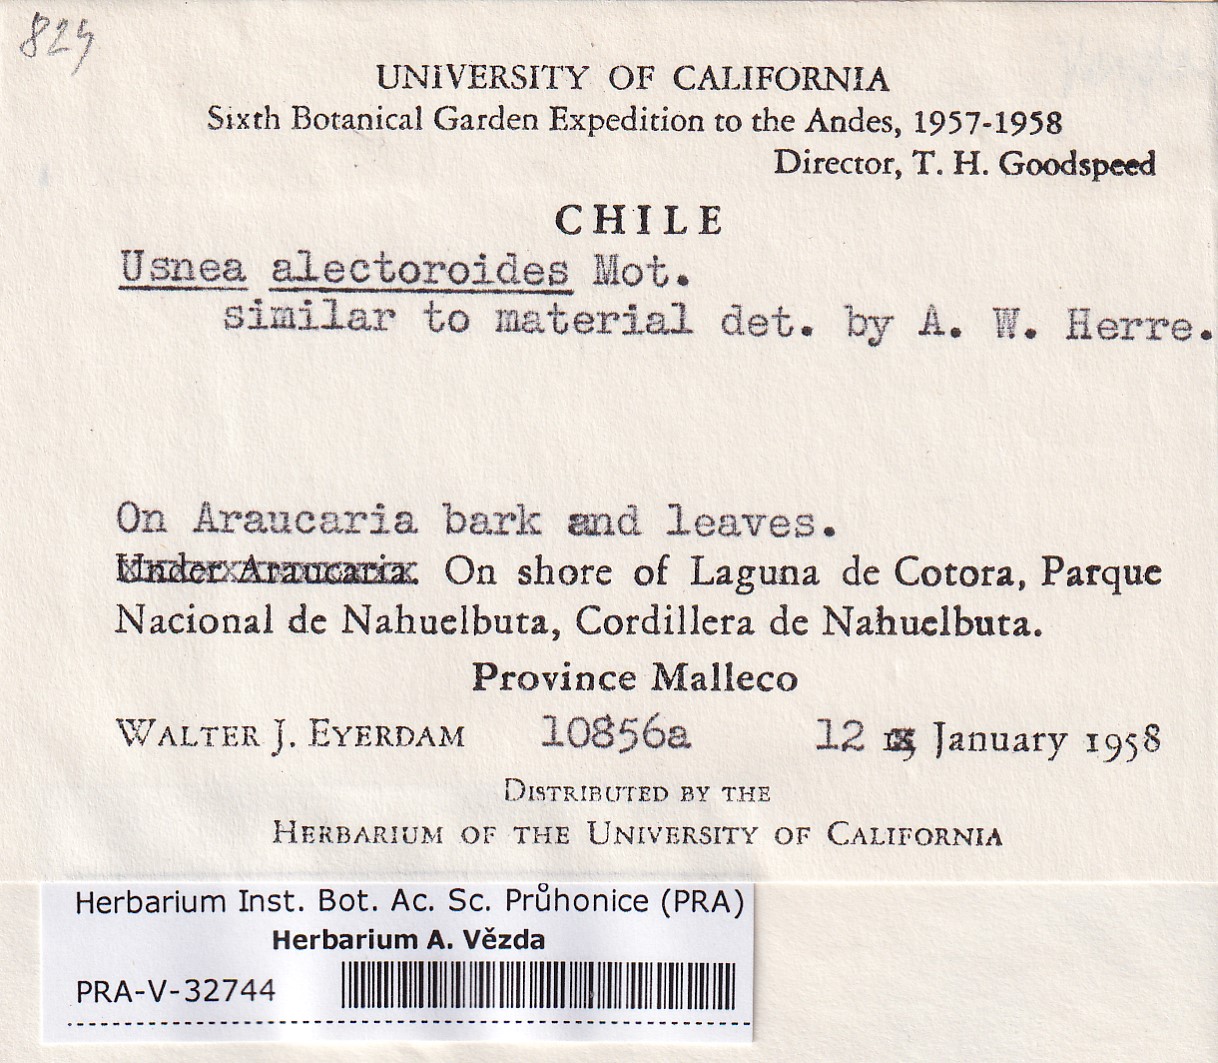 UNIVERSITY OF CALIFORNIA
Sixth Botanical Garden Expedition to the Andes, 1957-1958
Director, T. H. Goodspeed
CHILE
Usnea alectoroides Mot.
similar to material det. by A. W. Herre.
On Araucaria bark and leaves.
Under Araucaria. On shore of Laguna de Cotora, Parque
Nacional de Nahuelbuta, Cordillera de Nahuelbuta.
Province Malleco
WALTER J. EYERDAM 10856a 12 January 1958
DISTRIBUTED BY THE
HERBARIUM OF THE UNIVERSITY OF CALIFORNIA
Herbarium Inst. Bot. Ac. Sc. Průhonice (PRA)
Herbarium A. Vězda
PRA-V-32744